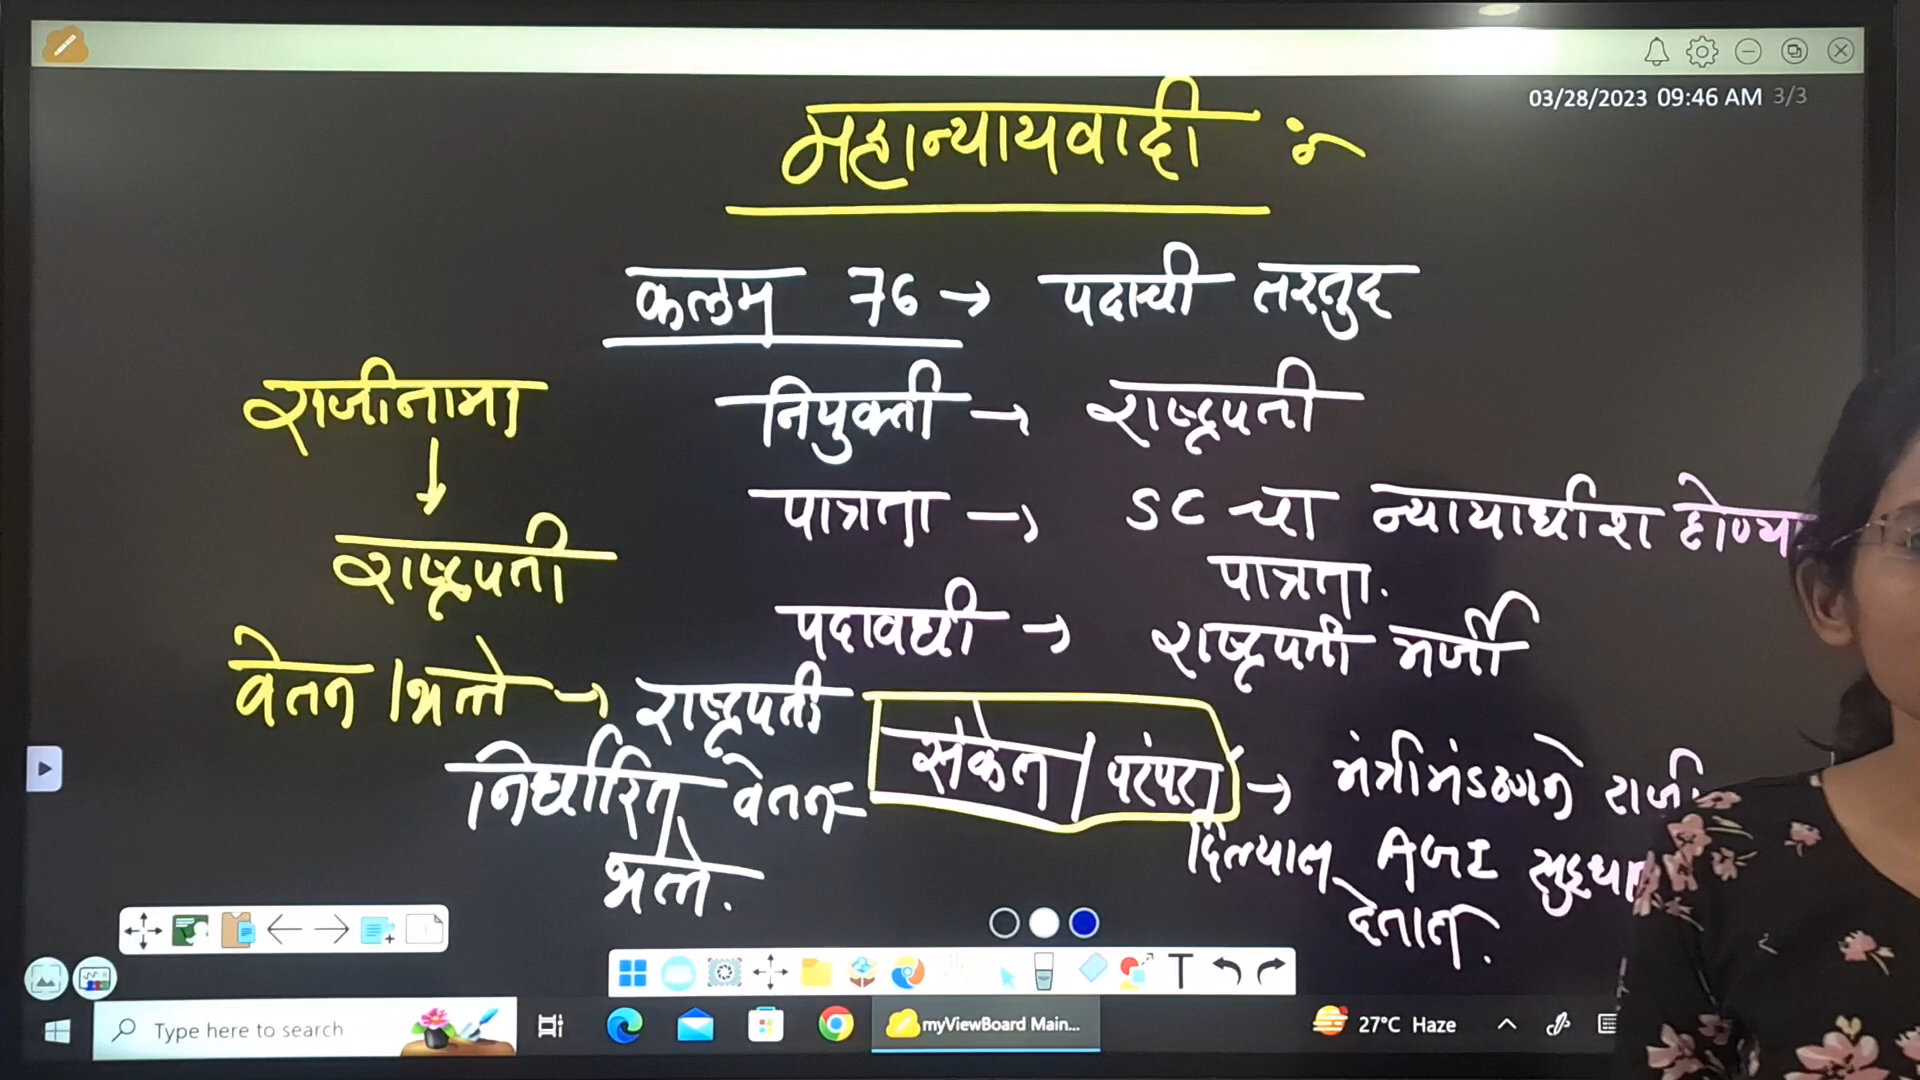 03/28/2023 09:46 AM 3/3
महान्यायवादी :-
कलम 76 → पदाची तरतुद
नियुक्ती → राष्ट्रपती
पात्रता → SC चा न्यायाधीश होण्या
पात्रता.
पदावधी → राष्ट्रपती मर्जी
राजीनामा
↓
राष्ट्रपती
वेतन / भत्ते → राष्ट्रपती
निर्धारित वेतन =
भत्ते.
संकेत / परंपरा → मंत्रीमंडळाने राजी
दिल्यास AGI सुद्धा
देतात.
T
Type here to search
myViewBoard Main...
27°C Haze